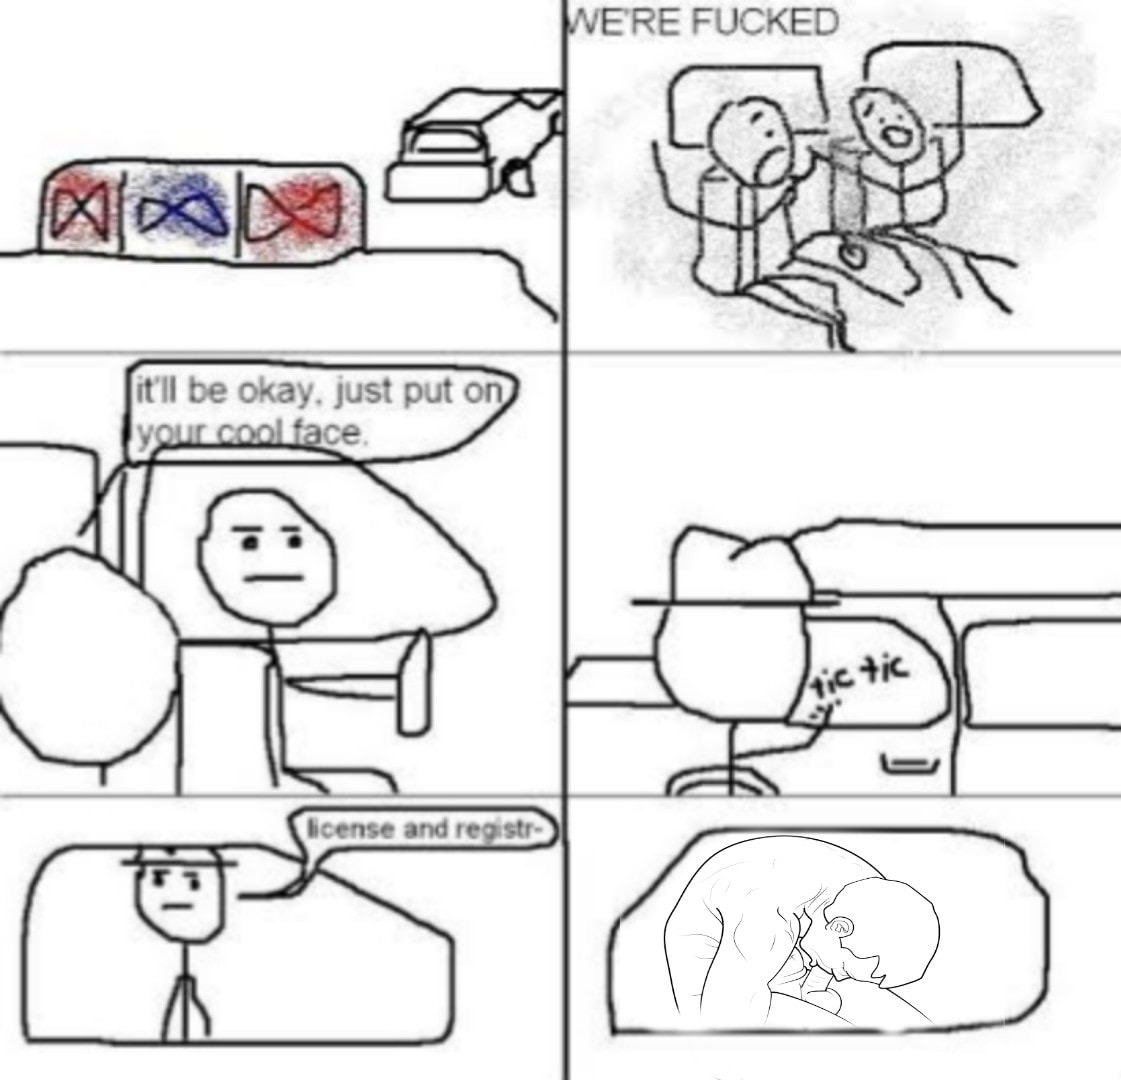 WE'RE FUCKED
it'll be okay, just put on
your cool face.
tic tic
license and registr-